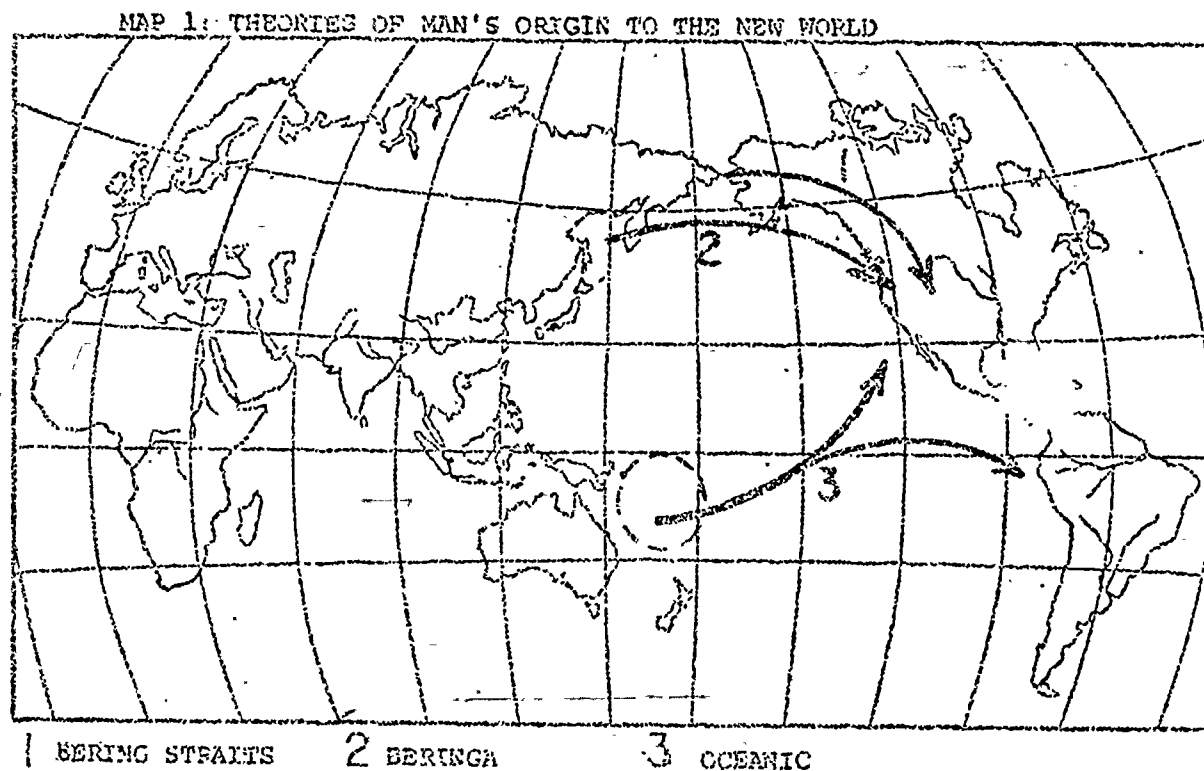 MAP 1: THEORIES OF MAN'S ORIGIN TO THE NEW WORLD
1
2
3
1 BERING STRAITS 2 BERINGA 3 OCEANIC